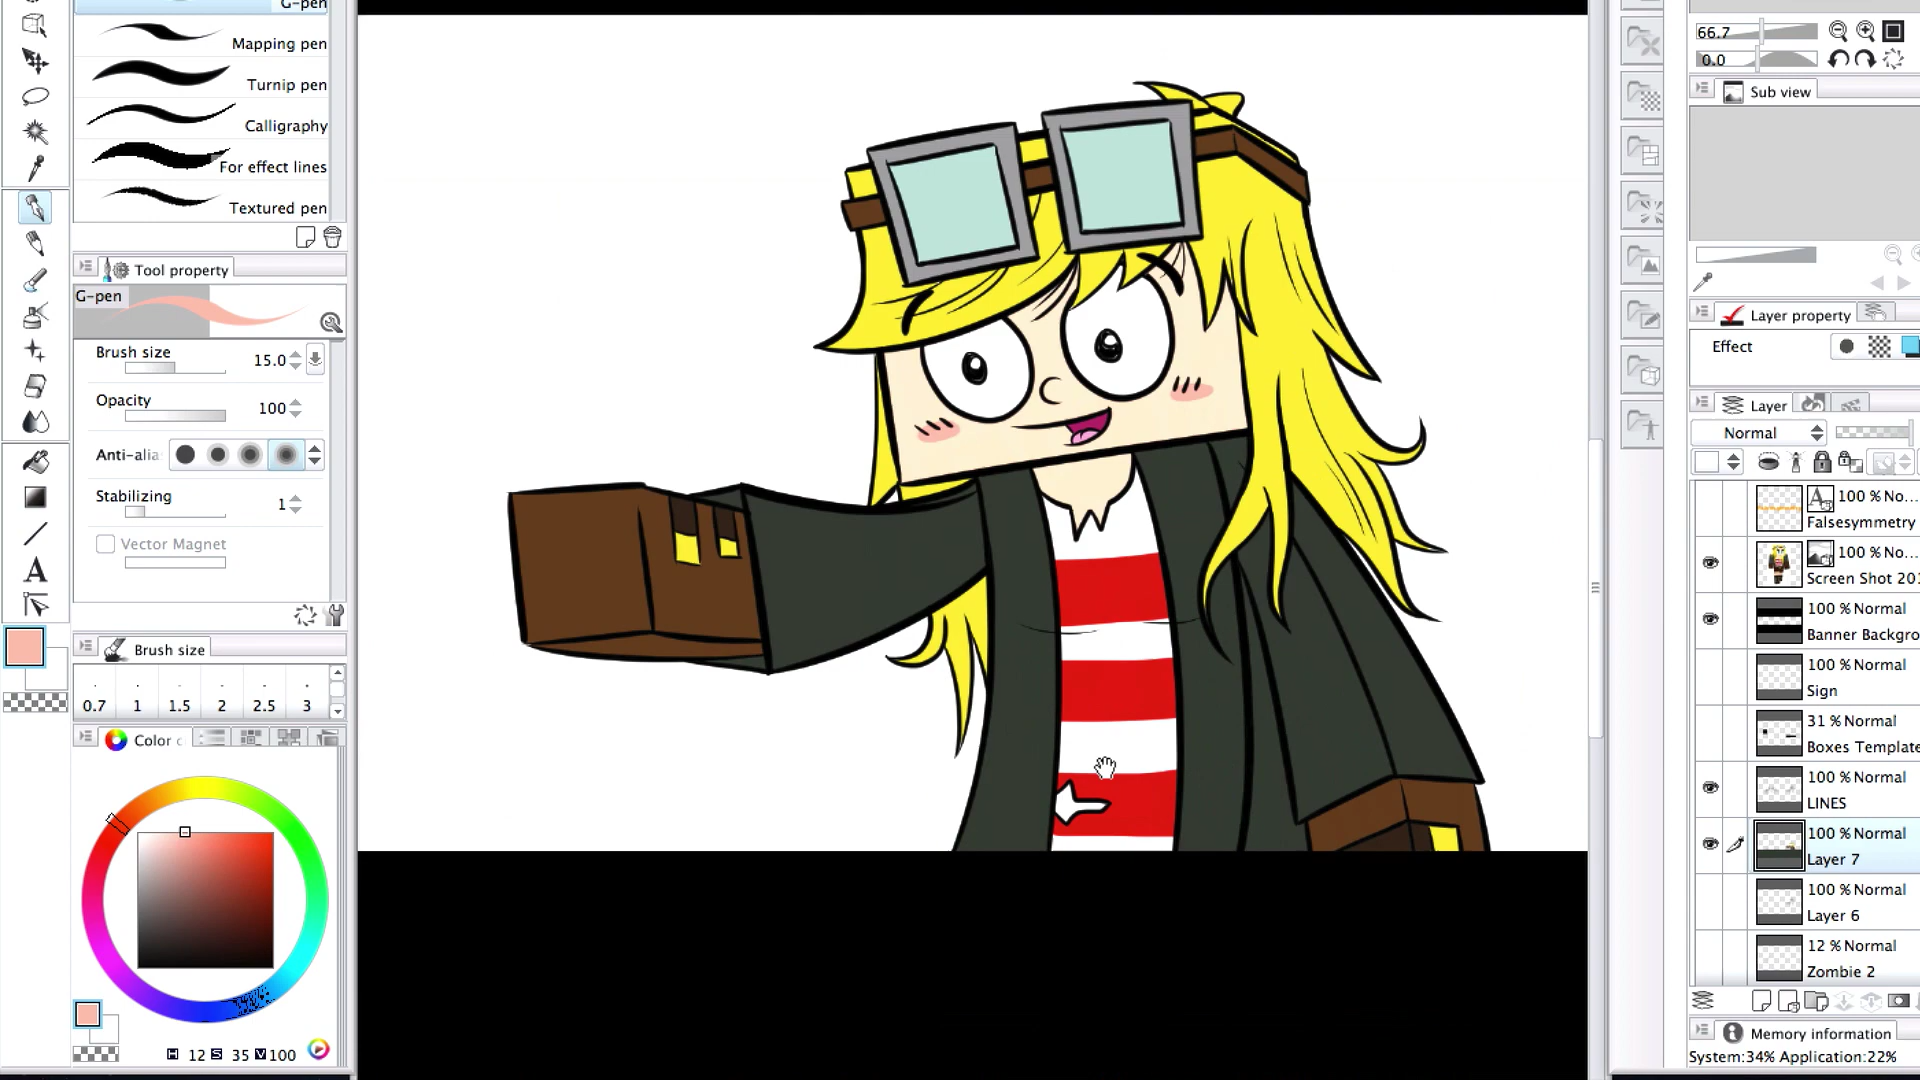 G-pen
Mapping pen
Turnip pen
Calligraphy
For effect lines
Textured pen
Tool property
G-pen
Brush size
15.0
Opacity
100
Anti-alia
Stabilizing
1
Vector Magnet
Brush size
0.7 1 1.5 2 2.5 3
Color c
H 12 S 35 V 100
66.7
0.0
Sub view
Layer property
Effect
Layer
Normal
100 % No...
Falsesymmetry
100 % No...
Screen Shot 201
100 % Normal
Banner Backgro
100 % Normal
Sign
31 % Normal
Boxes Template
100 % Normal
LINES
100 % Normal
Layer 7
100 % Normal
Layer 6
12 % Normal
Zombie 2
Memory information
System:34% Application:22%